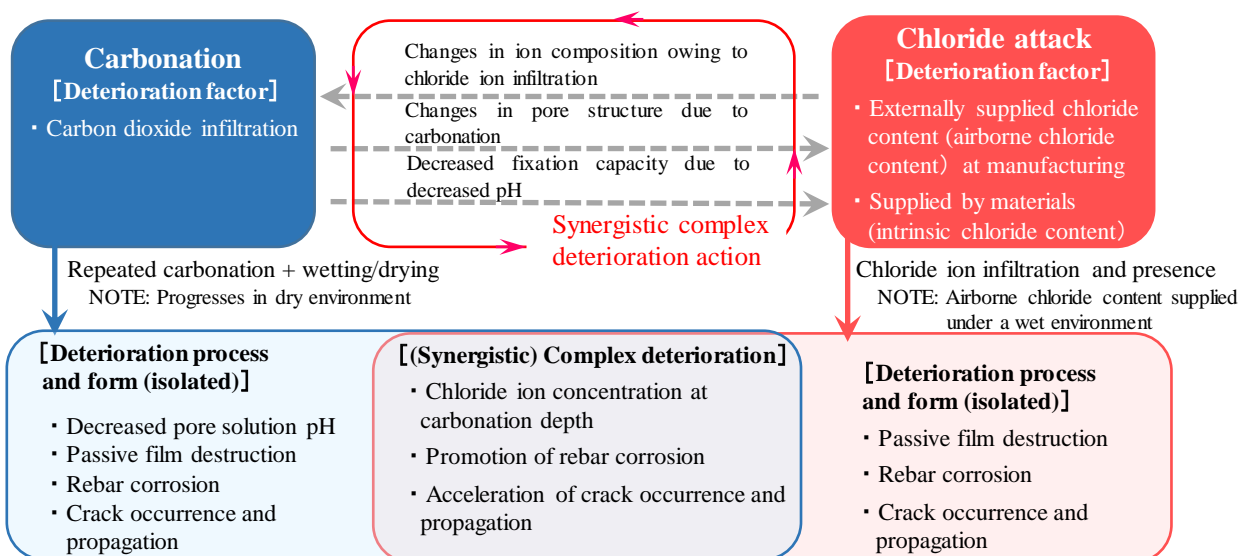 Carbonation
[Deterioration factor]
・Carbon dioxide infiltration
Changes in ion composition owing to
chloride ion infiltration
Changes in pore structure due to
carbonation
Decreased fixation capacity due to
decreased pH
Synergistic complex
deterioration action
Chloride attack
[Deterioration factor]
・Externally supplied chloride
content (airborne chloride
content）at manufacturing
・Supplied by materials
(intrinsic chloride content）
Repeated carbonation + wetting/drying
NOTE: Progresses in dry environment
Chloride ion infiltration and presence
NOTE: Airborne chloride content supplied
under a wet environment
[Deterioration process
and form (isolated)]
・Decreased pore solution pH
・Passive film destruction
・Rebar corrosion
・Crack occurrence and
propagation
[(Synergistic) Complex deterioration]
・Chloride ion concentration at
carbonation depth
・Promotion of rebar corrosion
・Acceleration of crack occurrence and
propagation
[Deterioration process
and form (isolated)]
・Passive film destruction
・Rebar corrosion
・Crack occurrence and
propagation